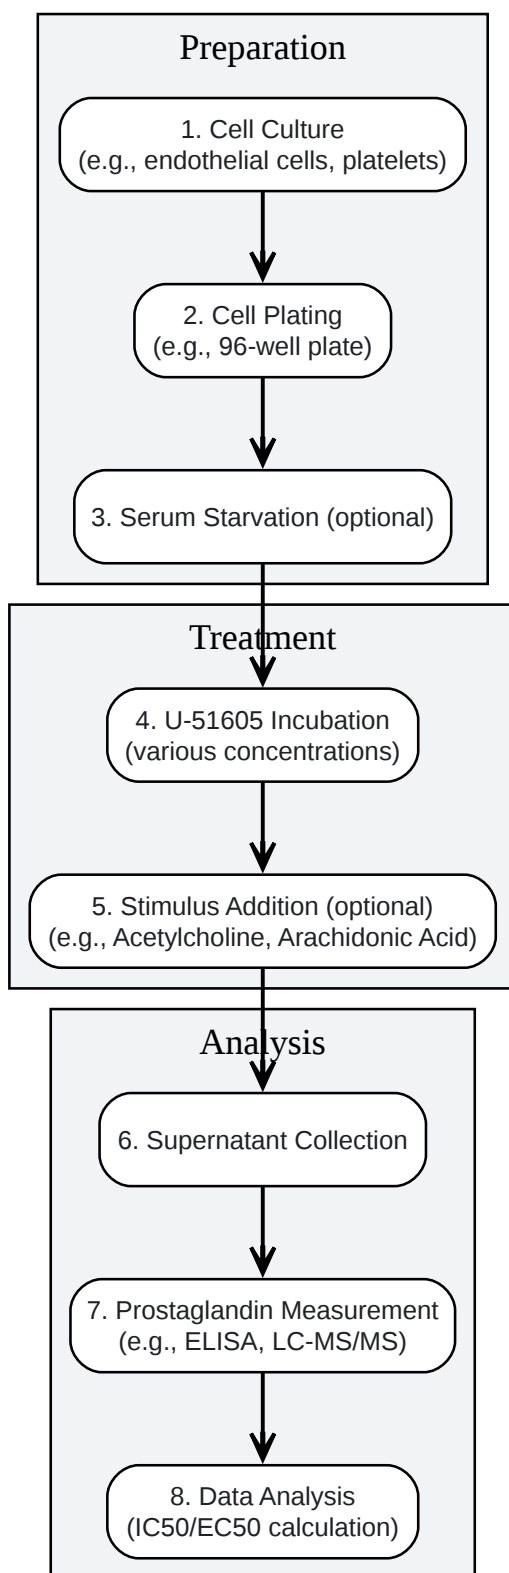 Preparation
1. Cell Culture
(e.g., endothelial cells, platelets)
2. Cell Plating
(e.g., 96-well plate)
3. Serum Starvation (optional)
Treatment
4. U-51605 Incubation
(various concentrations)
5. Stimulus Addition (optional)
(e.g., Acetylcholine, Arachidonic Acid)
Analysis
6. Supernatant Collection
7. Prostaglandin Measurement
(e.g., ELISA, LC-MS/MS)
8. Data Analysis
(IC50/EC50 calculation)